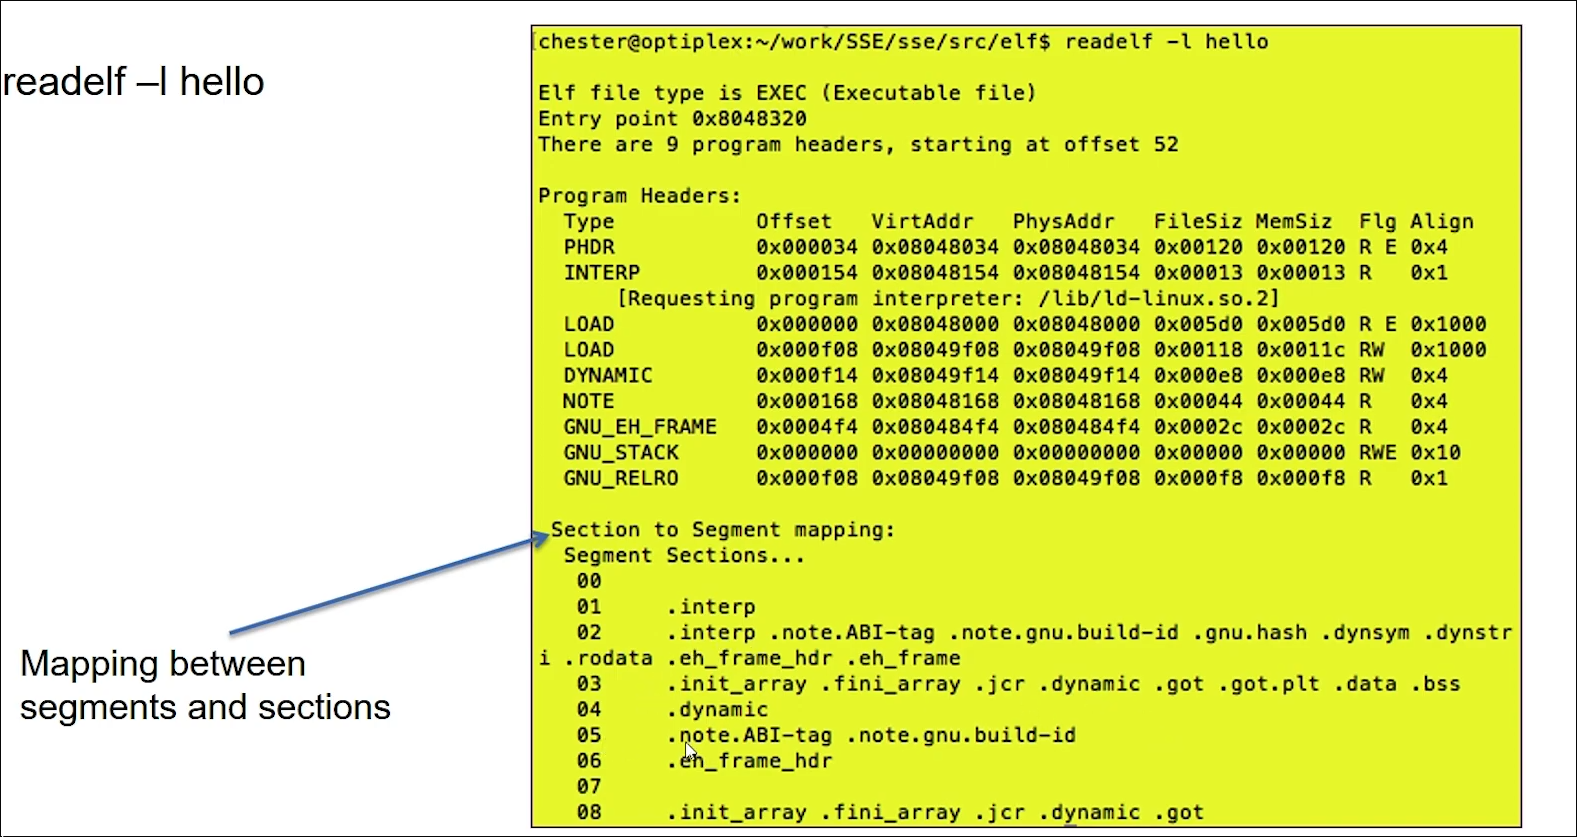 readelf –l hello
[chester@optiplex:~/work/SSE/sse/src/elf$ readelf -l hello
Elf file type is EXEC (Executable file)
Entry point 0x8048320
There are 9 program headers, starting at offset 52
Program Headers:
Type Offset VirtAddr PhysAddr FileSiz MemSiz Flg Align
PHDR 0x000034 0x08048034 0x08048034 0x00120 0x00120 R E 0x4
INTERP 0x000154 0x08048154 0x08048154 0x00013 0x00013 R 0x1
[Requesting program interpreter: /lib/ld-linux.so.2]
LOAD 0x000000 0x08048000 0x08048000 0x005d0 0x005d0 R E 0x1000
LOAD 0x000f08 0x08049f08 0x08049f08 0x00118 0x0011c RW 0x1000
DYNAMIC 0x000f14 0x08049f14 0x08049f14 0x000e8 0x000e8 RW 0x4
NOTE 0x000168 0x08048168 0x08048168 0x00044 0x00044 R 0x4
GNU_EH_FRAME 0x0004f4 0x080484f4 0x080484f4 0x0002c 0x0002c R 0x4
GNU_STACK 0x000000 0x00000000 0x00000000 0x00000 0x00000 RWE 0x10
GNU_RELRO 0x000f08 0x08049f08 0x08049f08 0x000f8 0x000f8 R 0x1
Section to Segment mapping:
Segment Sections...
00
01 .interp
02 .interp .note.ABI-tag .note.gnu.build-id .gnu.hash .dynsym .dynstr
i .rodata .eh_frame_hdr .eh_frame
03 .init_array .fini_array .jcr .dynamic .got .got.plt .data .bss
04 .dynamic
05 .note.ABI-tag .note.gnu.build-id
06 .eh_frame_hdr
07
08 .init_array .fini_array .jcr .dynamic .got
Mapping between
segments and sections